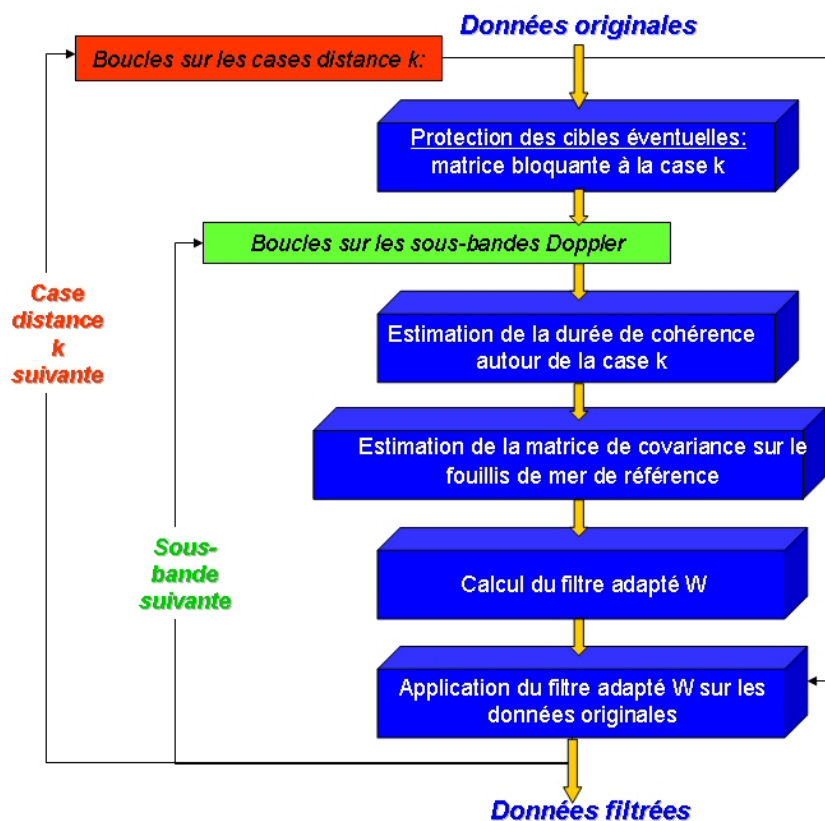 Données originales
Boucles sur les cases distance k:
Protection des cibles éventuelles:
matrice bloquante à la case k
Boucles sur les sous-bandes Doppler
Case
distance
k
suivante
Estimation de la durée de cohérence
autour de la case k
Estimation de la matrice de covariance sur le
fouillis de mer de référence
Sous-
bande
suivante
Calcul du filtre adapté W
Application du filtre adapté W sur les
données originales
Données filtrées